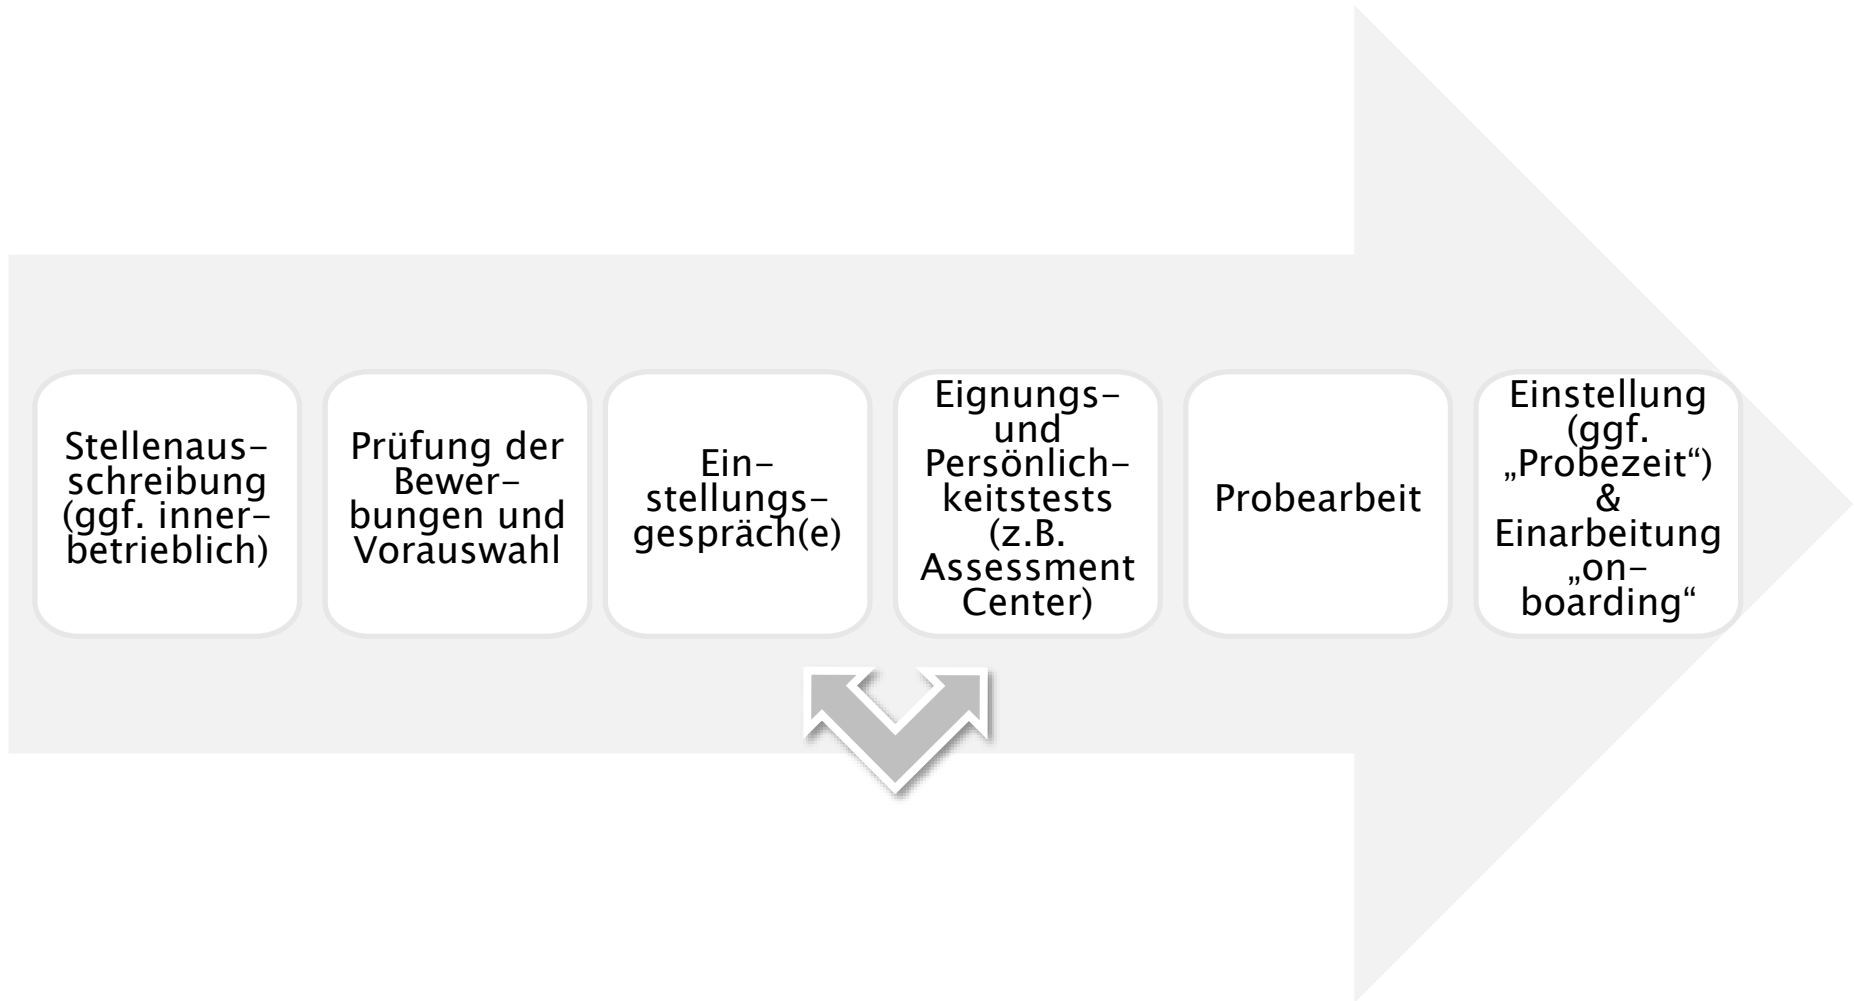 Stellenaus-
schreibung
(ggf. inner-
betrieblich)
Prüfung der
Bewer-
bungen und
Vorauswahl
Ein-
stellungs-
gespräch(e)
Eignungs-
und
Persönlich-
keitstests
(z.B.
Assessment
Center)
Probearbeit
Einstellung
(ggf.
„Probezeit“)
&
Einarbeitung
„on-
boarding“